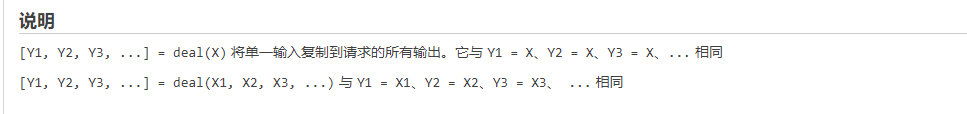 说明
[Y1, Y2, Y3, ...] = deal(X) 将单一输入复制到请求的所有输出。它与 Y1 = X、Y2 = X、Y3 = X、... 相同
[Y1, Y2, Y3, ...] = deal(X1, X2, X3, ...) 与 Y1 = X1、Y2 = X2、Y3 = X3、 ... 相同